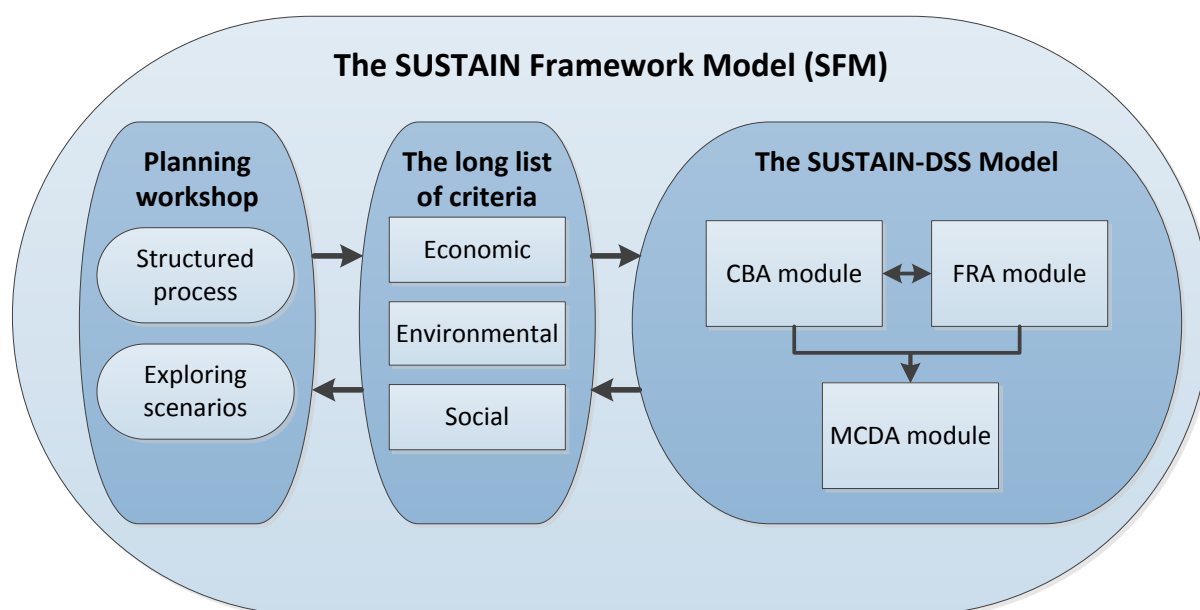 The SUSTAIN Framework Model (SFM)
Planning
workshop
Structured
process
Exploring
scenarios
The long list
of criteria
Economic
Environmental
Social
The SUSTAIN-DSS Model
CBA module
FRA module
MCDA module